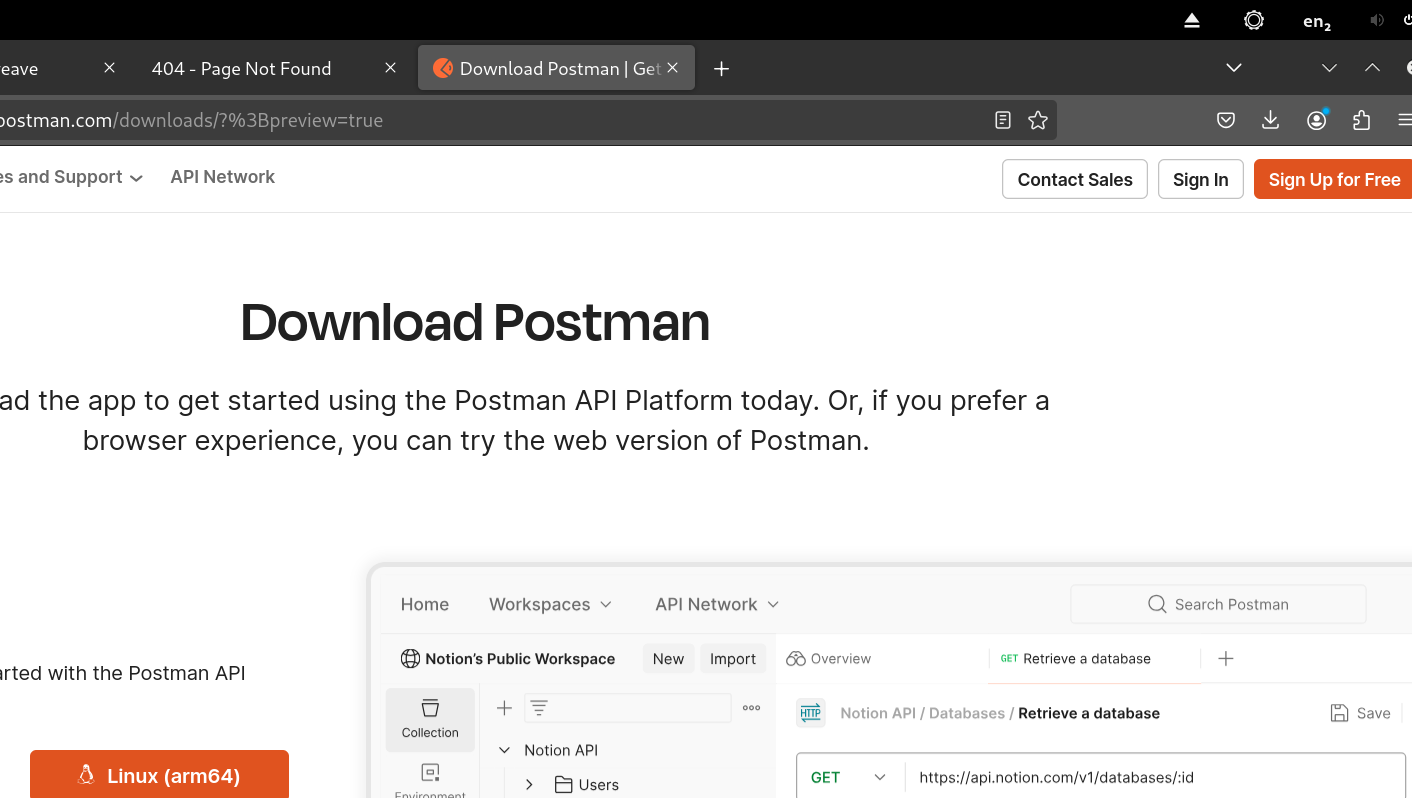 en2
eave
404 - Page Not Found
Download Postman | Get
postman.com/downloads/?%3Bpreview=true
es and Support
API Network
Contact Sales
Sign In
Sign Up for Free
Download Postman
ad the app to get started using the Postman API Platform today. Or, if you prefer a
browser experience, you can try the web version of Postman.
Home
Workspaces
API Network
Search Postman
Notion's Public Workspace
New
Import
Overview
GET Retrieve a database
arted with the Postman API
Collection
HTTP
Notion API / Databases / Retrieve a database
Save
Notion API
Linux (arm64)
Environment
Users
GET
https://api.notion.com/v1/databases/:id